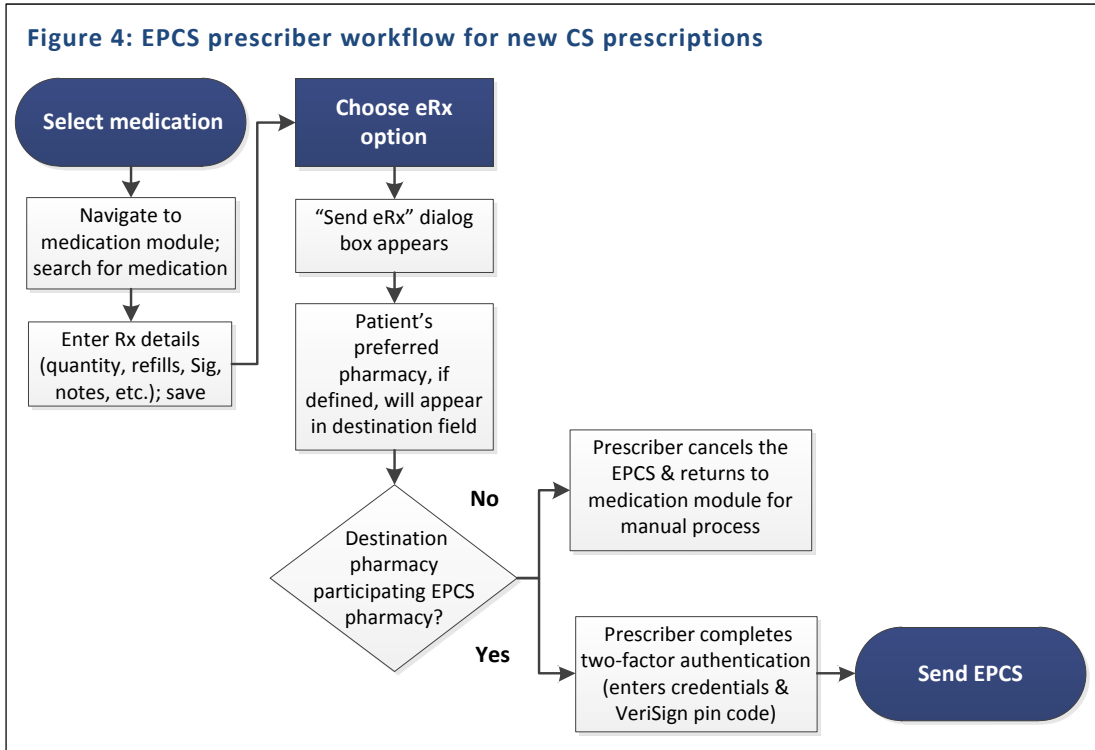 Figure 4: EPCS prescriber workflow for new CS prescriptions
Select medication
Navigate to
medication module;
search for medication
Enter Rx details
(quantity, refills, Sig,
notes, etc.); save
Choose eRx
option
“Send eRx” dialog
box appears
Patient’s
preferred
pharmacy, if
defined, will appear
in destination field
Destination
pharmacy
participating EPCS
pharmacy?
No
Prescriber cancels the
EPCS & returns to
medication module for
manual process
Yes
Prescriber completes
two-factor authentication
(enters credentials &
VeriSign pin code)
Send EPCS